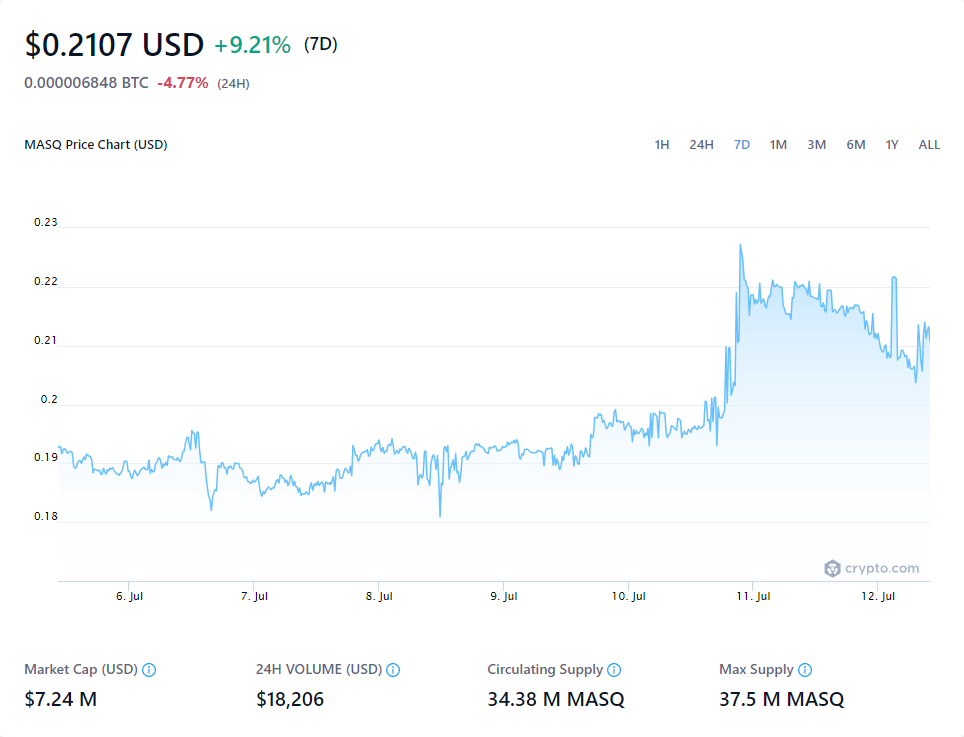 $0.2107 USD +9.21% (7D)
0.000006848 BTC -4.77% (24H)
MASQ Price Chart (USD) 1H 24H 7D 1M 3M 6M 1Y ALL
0.23
0.22
0.21
0.2
0.19
0.18
crypto.com
6. Jul 7. Jul 8. Jul 9. Jul 10. Jul 11. Jul 12. Jul
Market Cap (USD) 24H VOLUME (USD) Circulating Supply Max Supply
$7.24 M $18,206 34.38 M MASQ 37.5 M MASQ